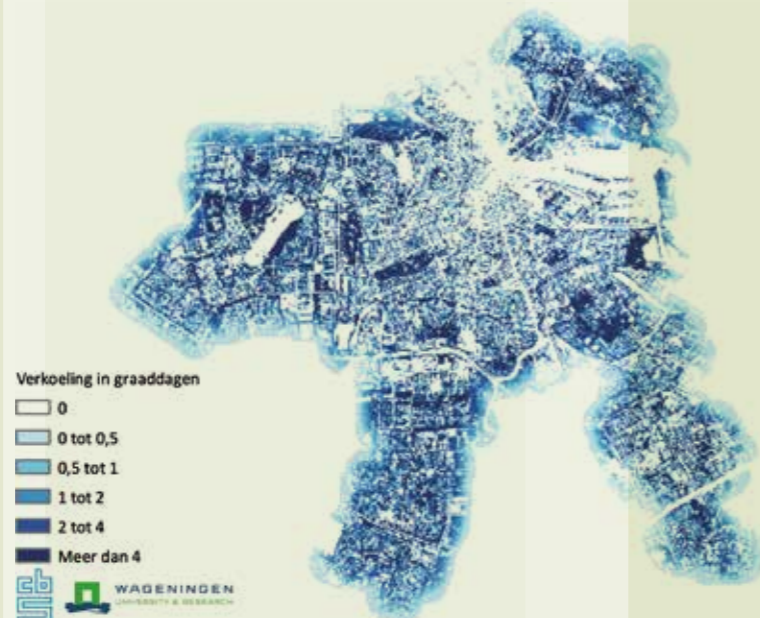 Verkoeling in graaddagen
0
0 tot 0,5
0,5 tot 1
1 tot 2
2 tot 4
Meer dan 4
cbs
WAGENINGEN
UNIVERSITY & RESEARCH